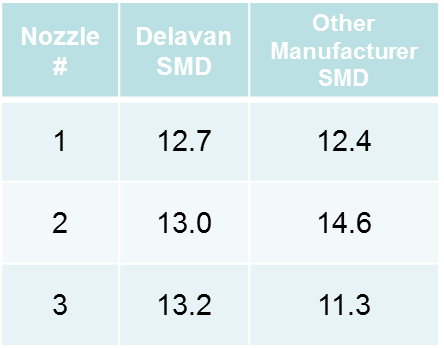 Nozzle Delavan Other
# SMD Manufacturer
SMD
1 12.7 12.4
2 13.0 14.6
3 13.2 11.3